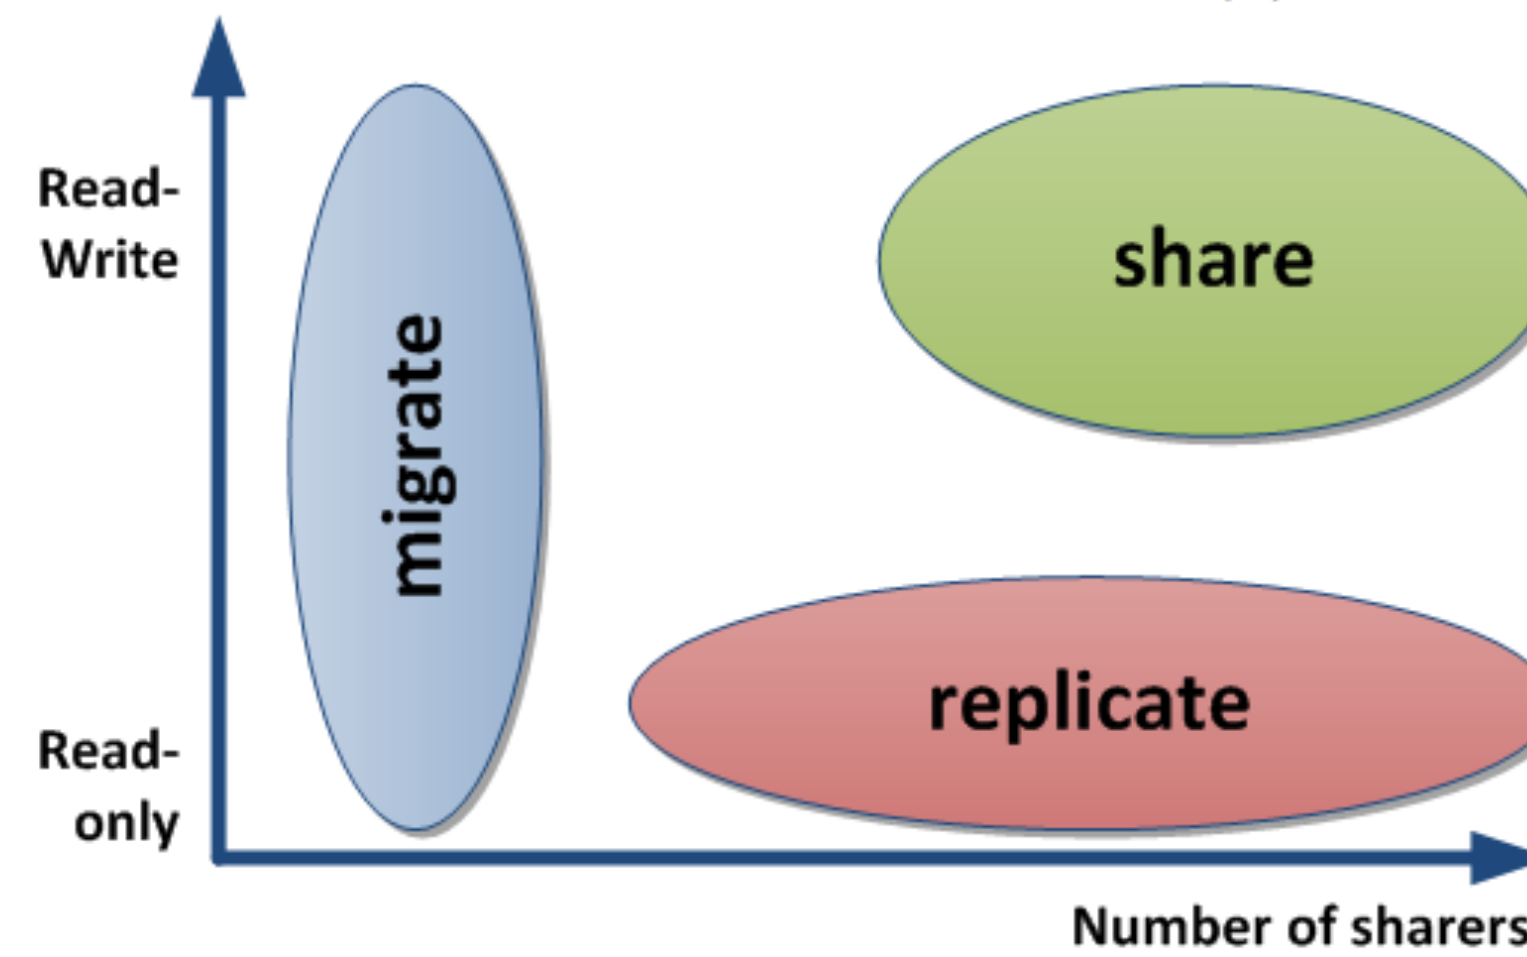 Read-
Write
share
migrate
replicate
Read-
only
Number of sharers